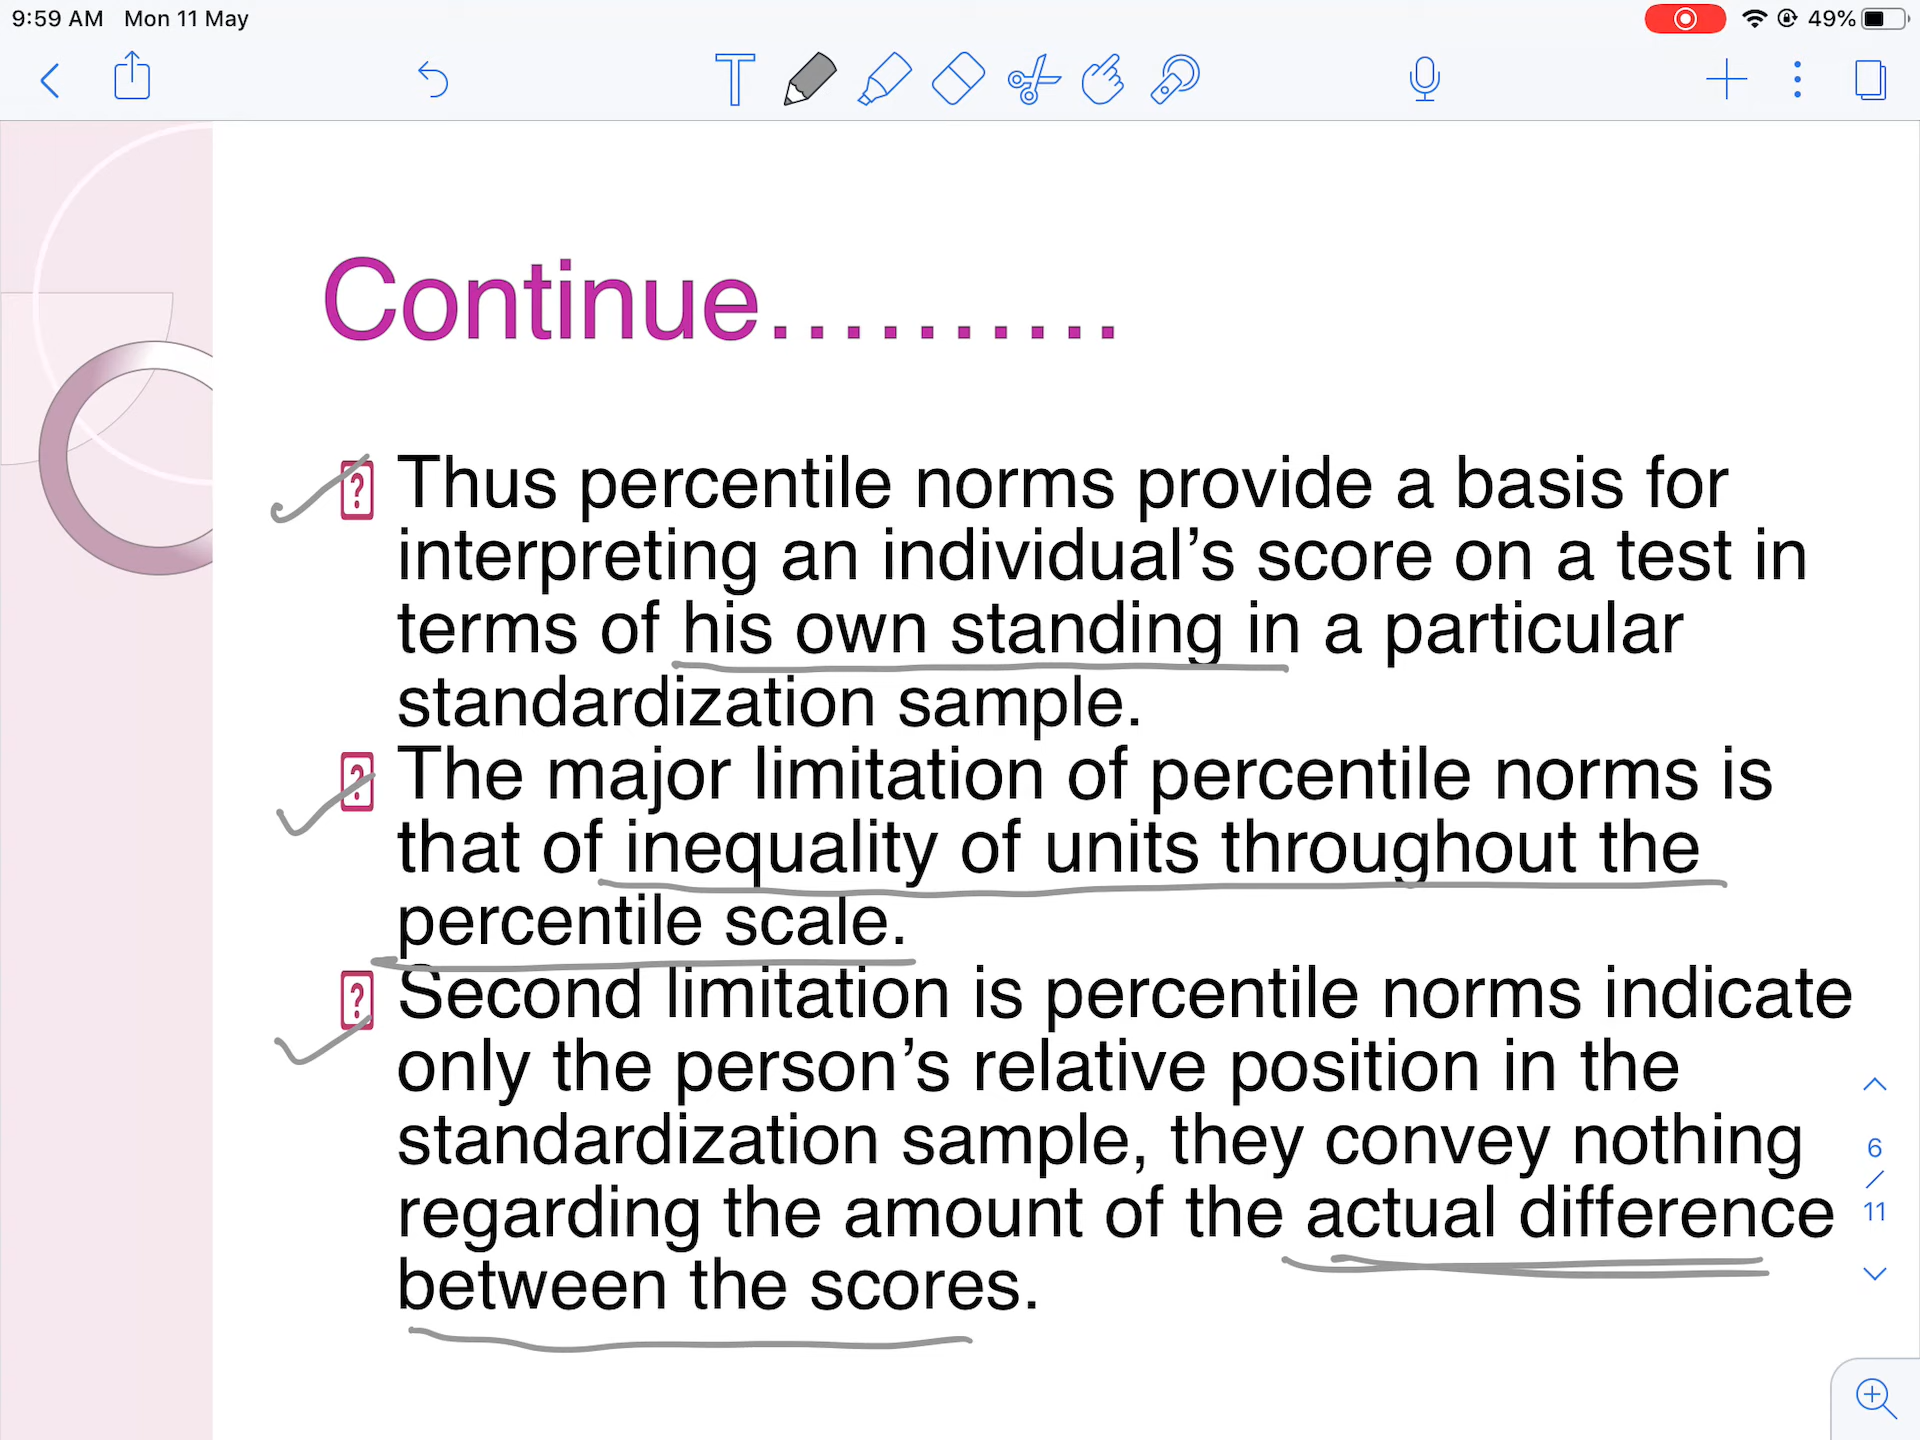 9:59 AM Mon 11 May
49%
Continue..........
Thus percentile norms provide a basis for
interpreting an individual’s score on a test in
terms of his own standing in a particular
standardization sample.
The major limitation of percentile norms is
that of inequality of units throughout the
percentile scale.
Second limitation is percentile norms indicate
only the person’s relative position in the
standardization sample, they convey nothing
regarding the amount of the actual difference
between the scores.
6
/
11